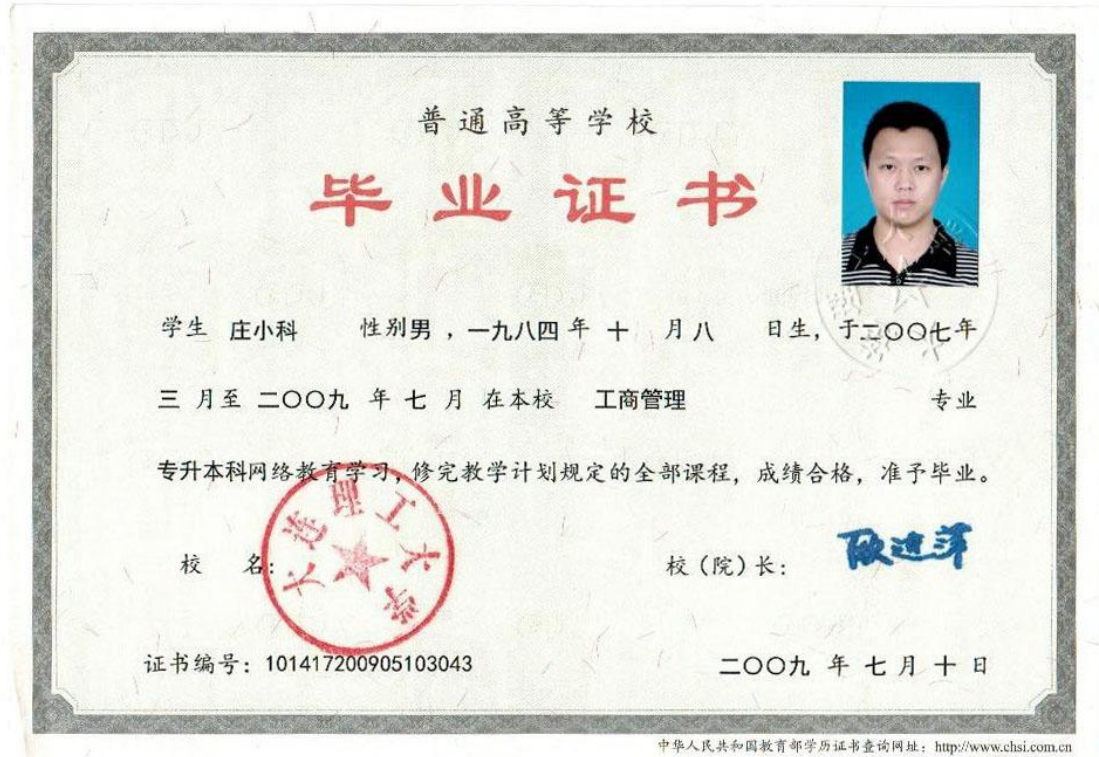 普通高等学校
毕业证书
学生 庄小科 性别男，一九八四年 十 月八 日生，于二〇〇七年
三 月至 二〇〇九 年 七 月 在本校 工商管理 专业
专升本科网络教育学习，修完教学计划规定的全部课程，成绩合格，准予毕业。
大连理工大学
校 名： 校（院）长：
证书编号：101417200905103043 二〇〇九 年 七 月 十 日
中华人民共和国教育部学历证书查询网址：http://www.chsi.com.cn